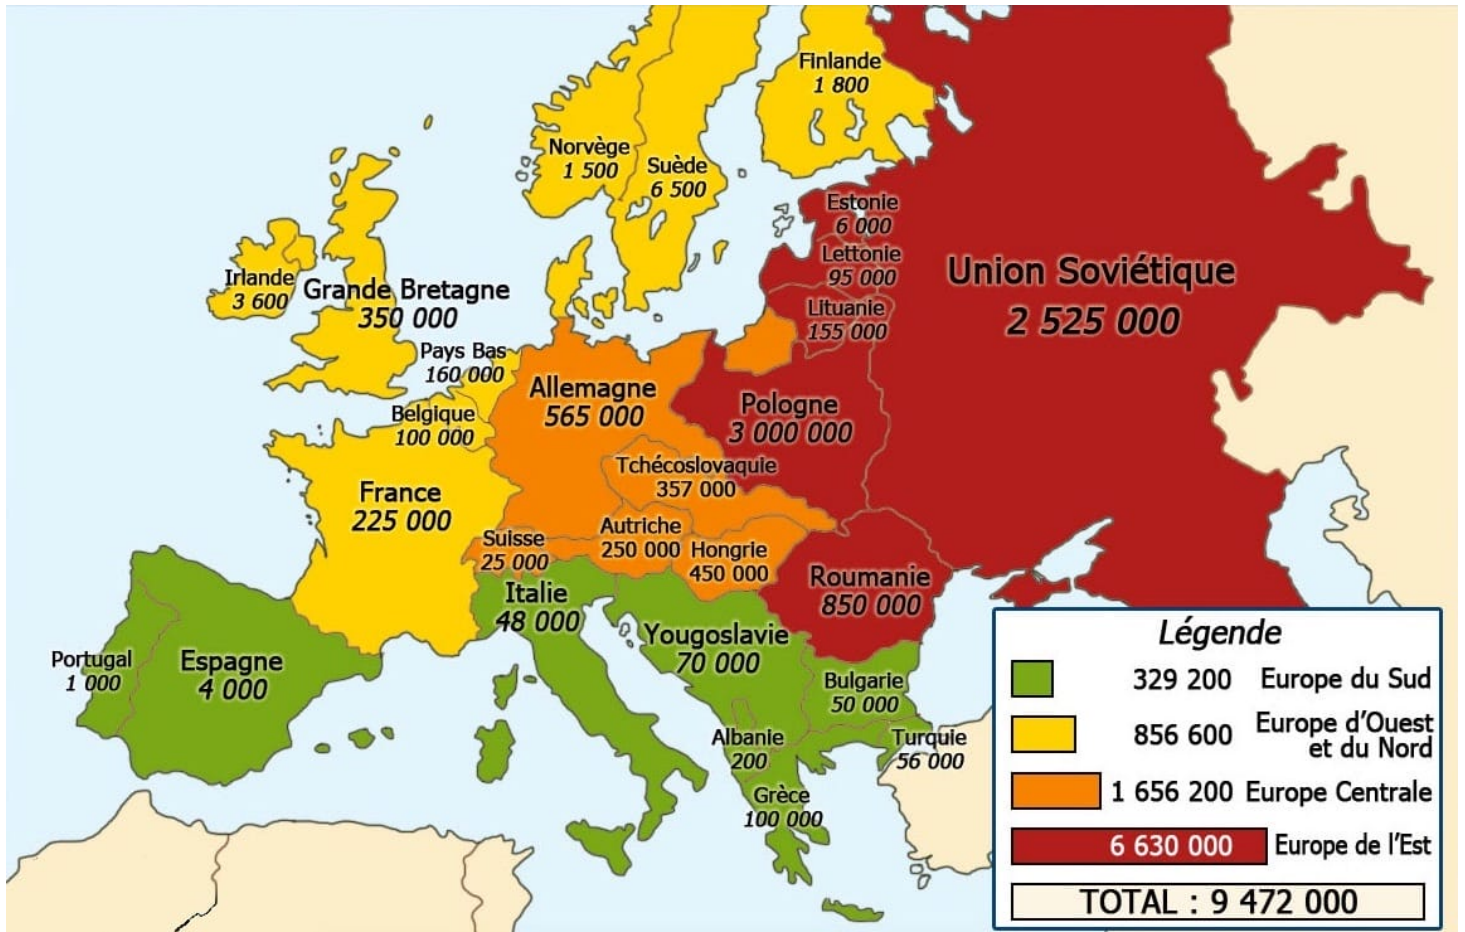 Finlande
1 800
Norvège
1 500
Suède
6 500
Estonie
6 000
Lettonie
95 000
Lituanie
155 000
Union Soviétique
2 525 000
Irlande
3 600
Grande Bretagne
350 000
Pays Bas
160 000
Belgique
100 000
Allemagne
565 000
Pologne
3 000 000
Tchécoslovaquie
357 000
France
225 000
Suisse
25 000
Autriche
250 000
Hongrie
450 000
Roumanie
850 000
Italie
48 000
Yougoslavie
70 000
Portugal
1 000
Espagne
4 000
Bulgarie
50 000
Albanie
200
Turquie
56 000
Grèce
100 000
Légende
329 200 Europe du Sud
856 600 Europe d'Ouest
et du Nord
1 656 200 Europe Centrale
6 630 000 Europe de l'Est
TOTAL : 9 472 000